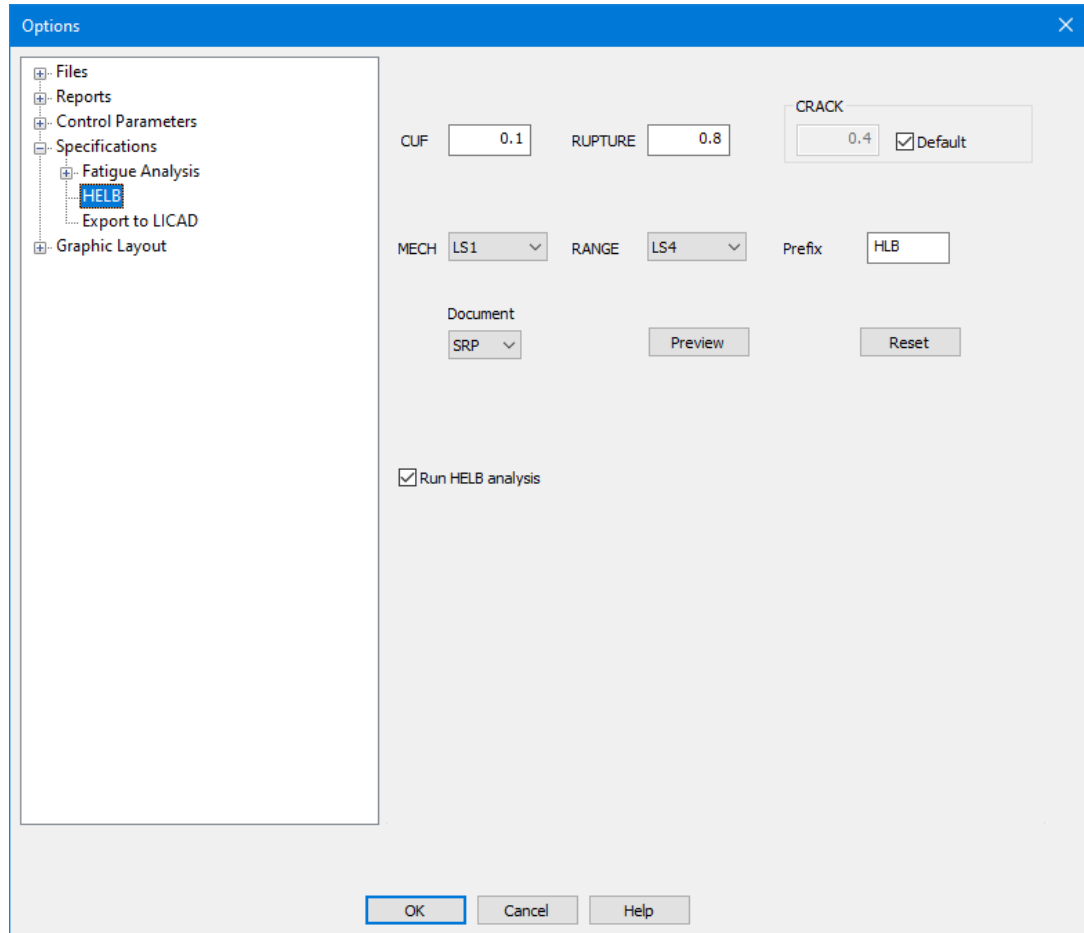 Options
Files
Reports
Control Parameters
Specifications
Fatigue Analysis
HELB
Export to LICAD
Graphic Layout
CRACK
CUF 0.1 RUPTURE 0.8 0.4 Default
MECH LS1 RANGE LS4 Prefix HLB
Document
SRP Preview Reset
Run HELB analysis
OK Cancel Help